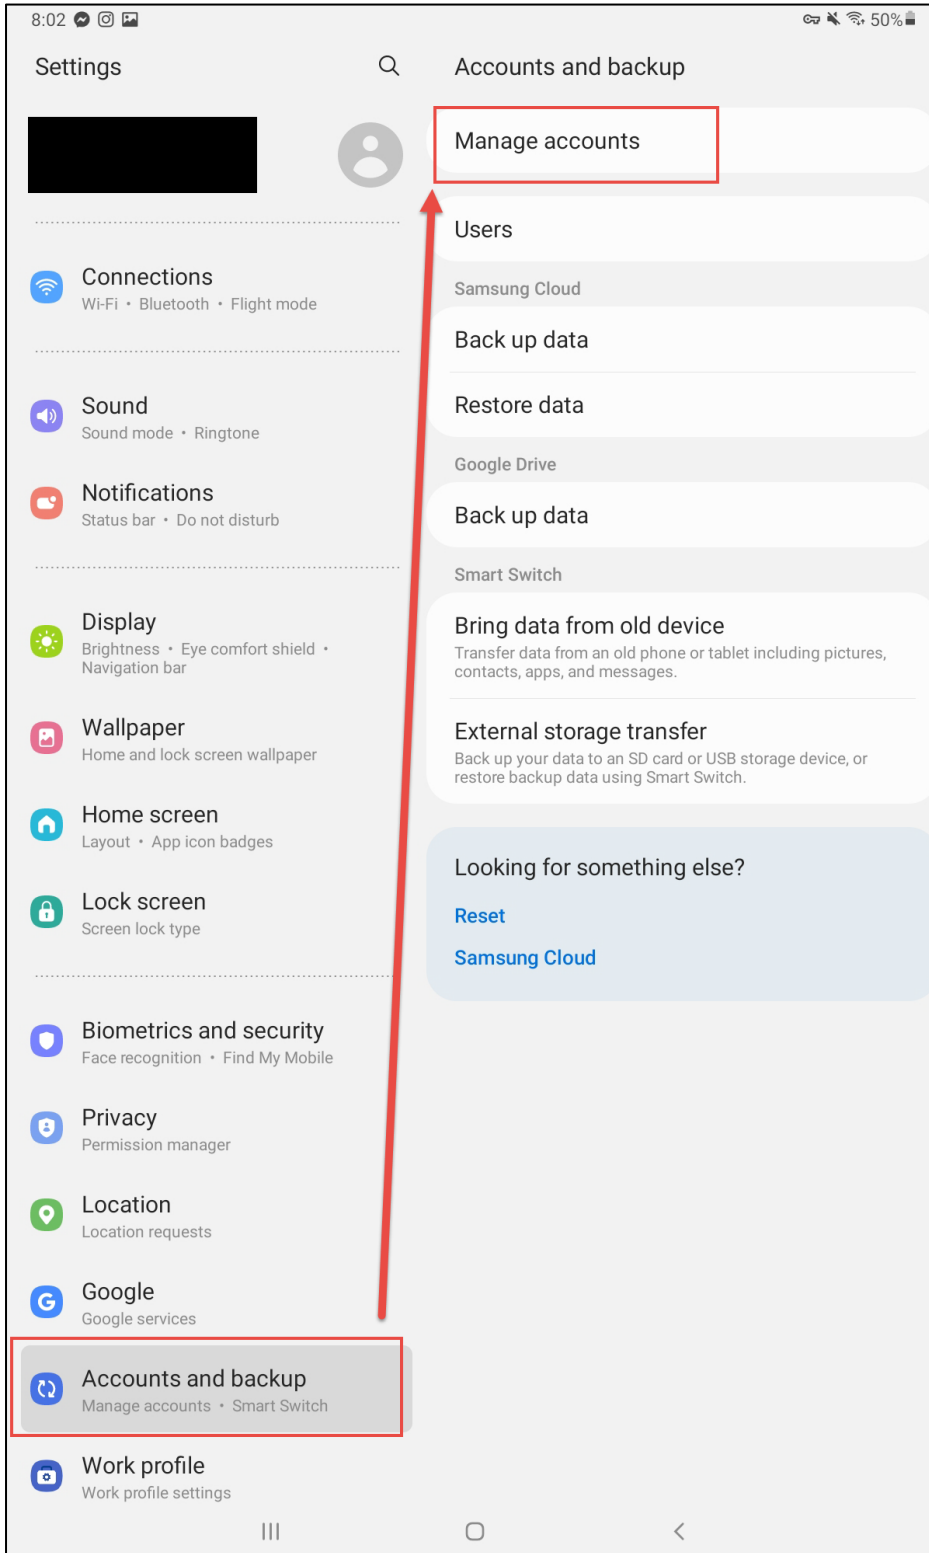 8:02
50%
Settings
Connections
Wi-Fi • Bluetooth • Flight mode
Sound
Sound mode • Ringtone
Notifications
Status bar • Do not disturb
Display
Brightness • Eye comfort shield •
Navigation bar
Wallpaper
Home and lock screen wallpaper
Home screen
Layout • App icon badges
Lock screen
Screen lock type
Biometrics and security
Face recognition • Find My Mobile
Privacy
Permission manager
Location
Location requests
Google
Google services
Accounts and backup
Manage accounts • Smart Switch
Work profile
Work profile settings
Accounts and backup
Manage accounts
Users
Samsung Cloud
Back up data
Restore data
Google Drive
Back up data
Smart Switch
Bring data from old device
Transfer data from an old phone or tablet including pictures,
contacts, apps, and messages.
External storage transfer
Back up your data to an SD card or USB storage device, or
restore backup data using Smart Switch.
Looking for something else?
Reset
Samsung Cloud